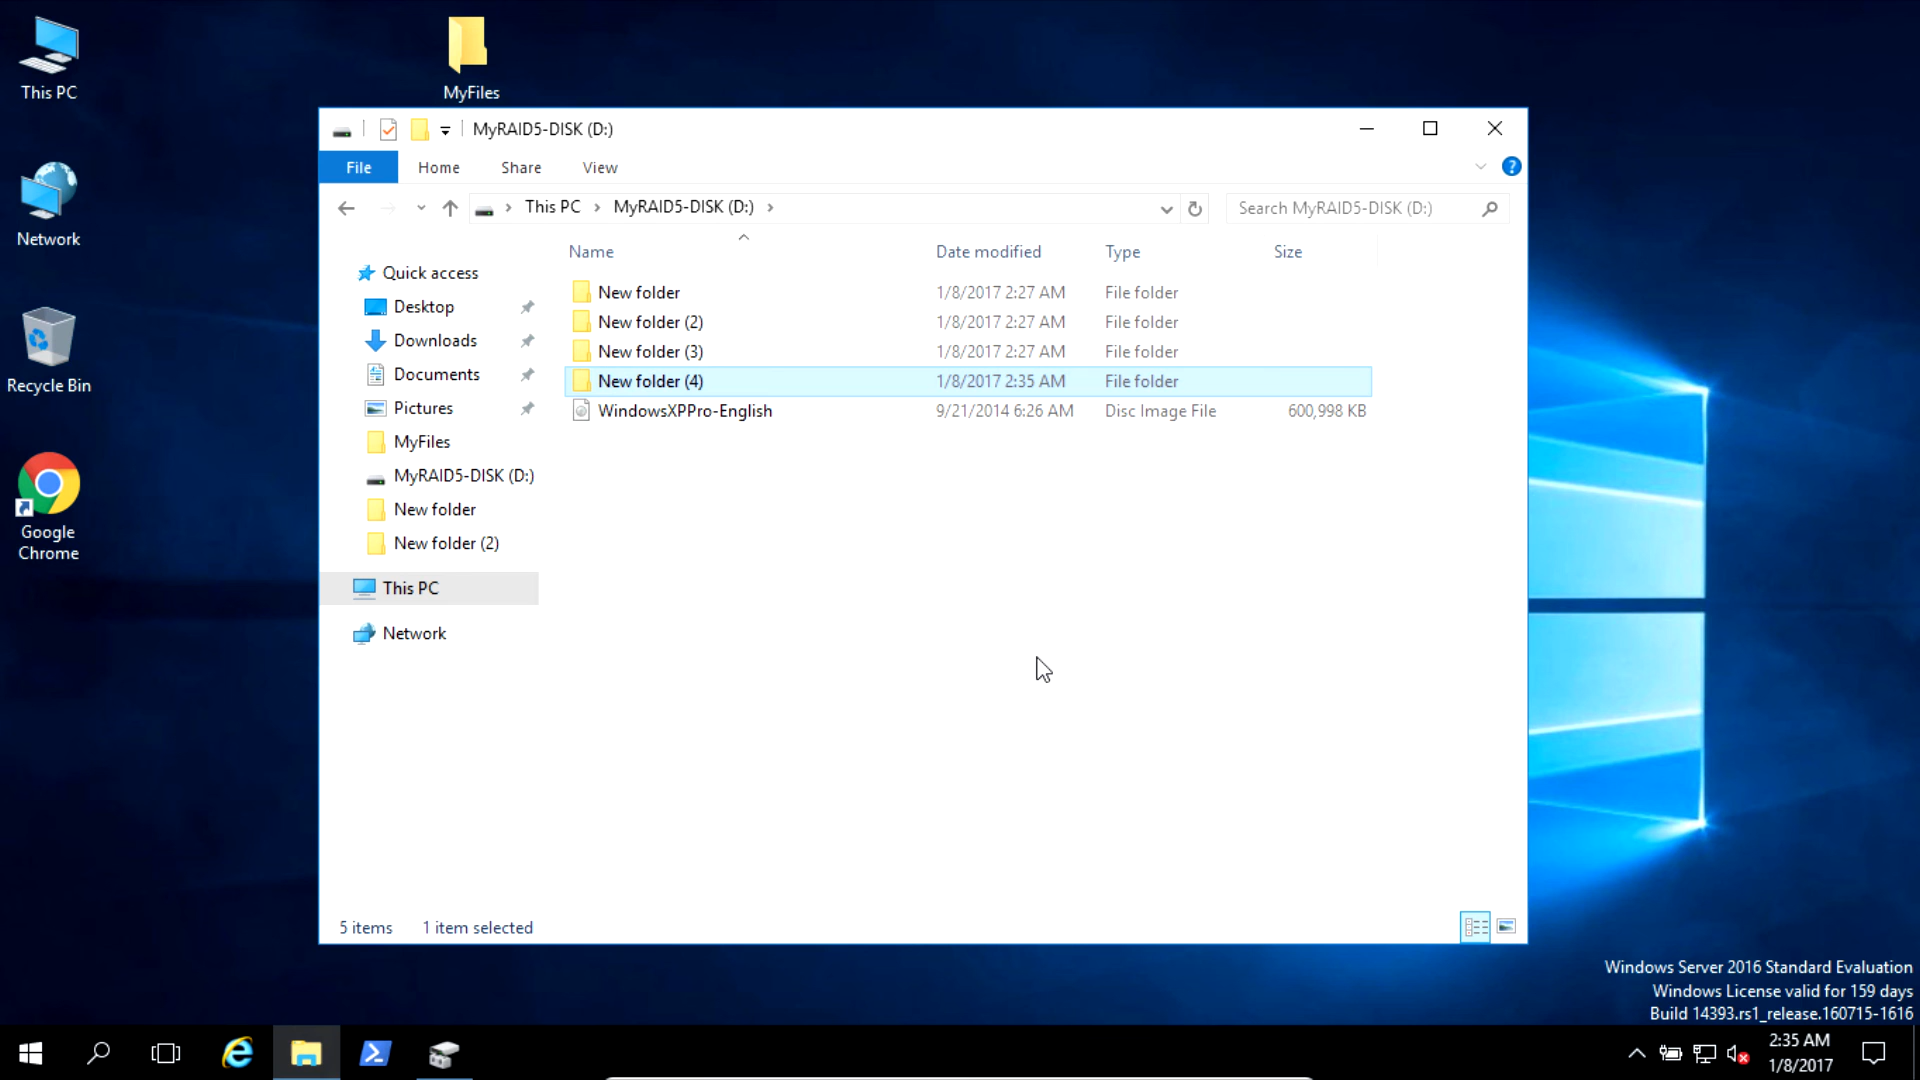 This PC
MyFiles
Network
Recycle Bin
Google
Chrome
MyRAID5-DISK (D:)
File Home Share View
This PC MyRAID5-DISK (D:)
Search MyRAID5-DISK (D:)
Name Date modified Type Size
New folder 1/8/2017 2:27 AM File folder
New folder (2) 1/8/2017 2:27 AM File folder
New folder (3) 1/8/2017 2:27 AM File folder
New folder (4) 1/8/2017 2:35 AM File folder
WindowsXPPro-English 9/21/2014 6:26 AM Disc Image File 600,998 KB
Quick access
Desktop
Downloads
Documents
Pictures
MyFiles
MyRAID5-DISK (D:)
New folder
New folder (2)
This PC
Network
5 items 1 item selected
Windows Server 2016 Standard Evaluation
Windows License valid for 159 days
Build 14393.rs1_release.160715-1616
2:35 AM
1/8/2017